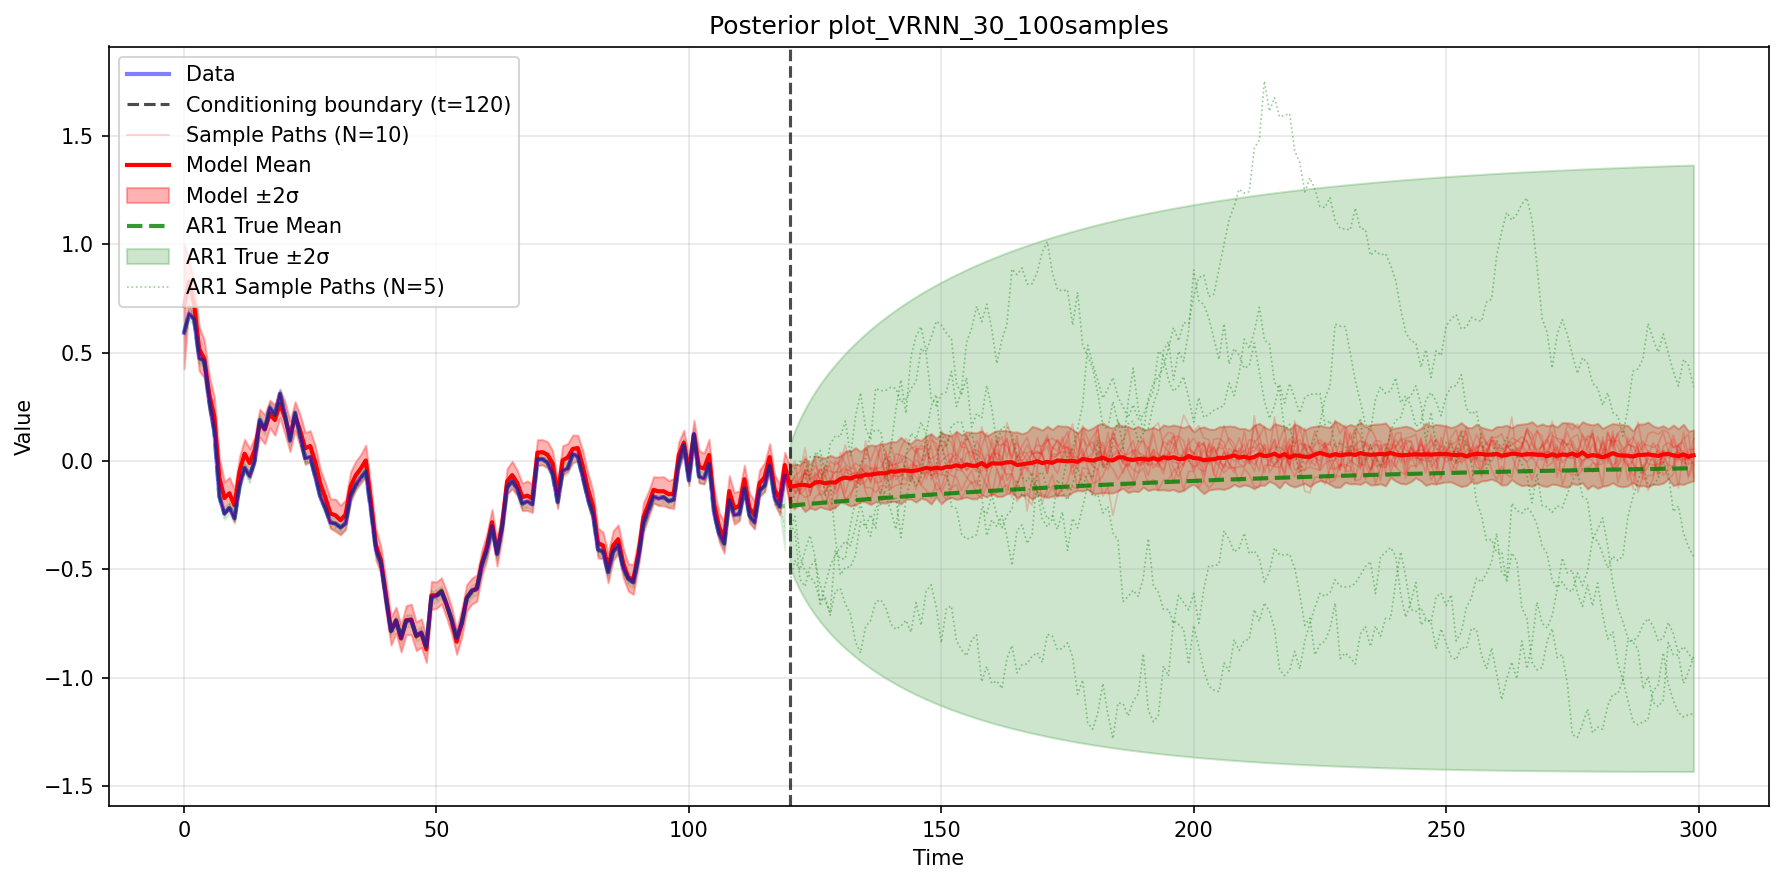 Posterior plot_VRNN_30_100samples
Data
Conditioning boundary (t=120)
Sample Paths (N=10)
Model Mean
Model ±2σ
AR1 True Mean
AR1 True ±2σ
AR1 Sample Paths (N=5)
Value
1.5
1.0
0.5
0.0
−0.5
−1.0
−1.5
0
50
100
150
200
250
300
Time